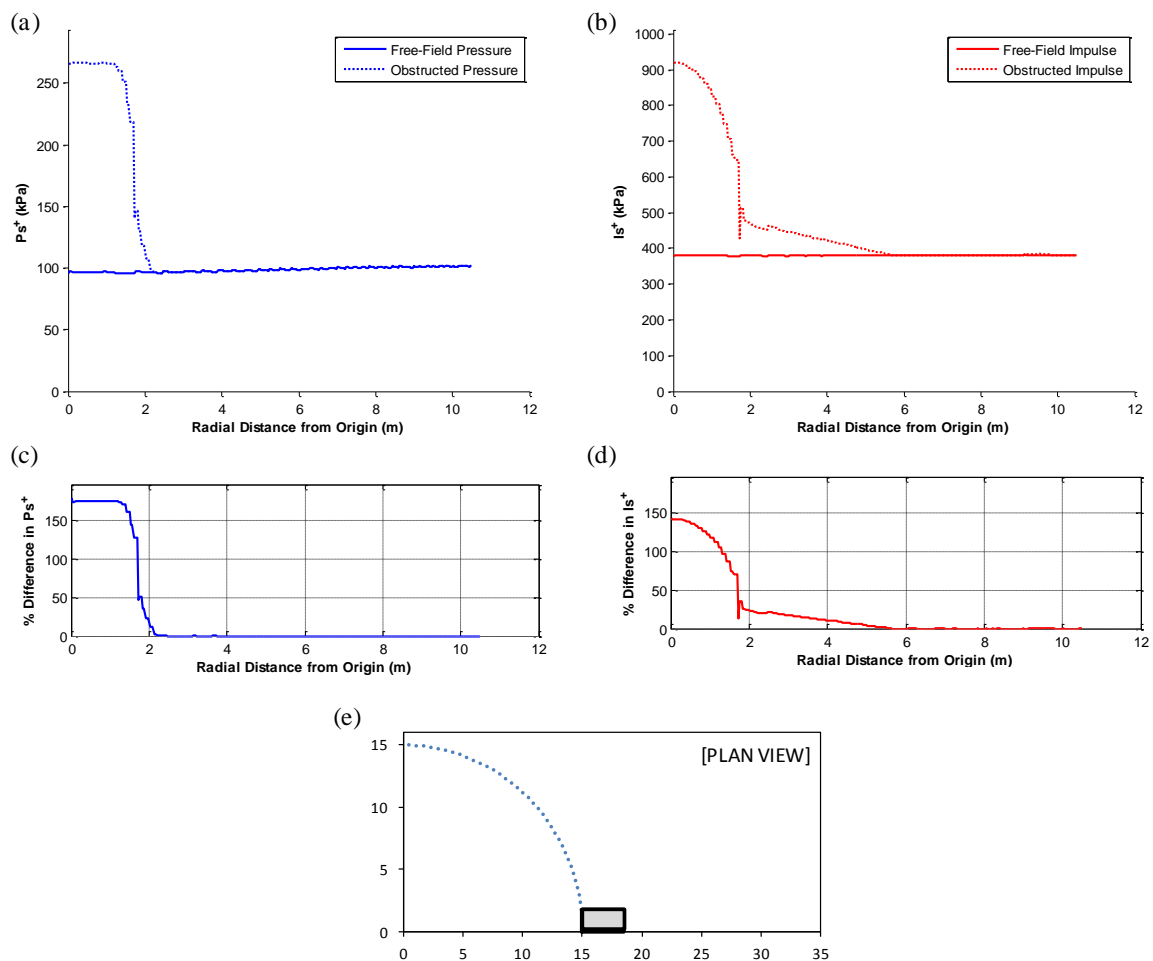 (a)
Free-Field Pressure
Obstructed Pressure
250
200
150
100
50
0
Ps+ (kPa)
0 2 4 6 8 10 12
Radial Distance from Origin (m)
(b)
Free-Field Impulse
Obstructed Impulse
1000
900
800
700
600
500
400
300
200
100
0
Is+ (kPa)
0 2 4 6 8 10 12
Radial Distance from Origin (m)
(c)
150
100
50
0
% Difference in Ps+
0 2 4 6 8 10 12
Radial Distance from Origin (m)
(d)
150
100
50
0
% Difference in Is+
0 2 4 6 8 10 12
Radial Distance from Origin (m)
(e)
[PLAN VIEW]
15
10
5
0
0 5 10 15 20 25 30 35